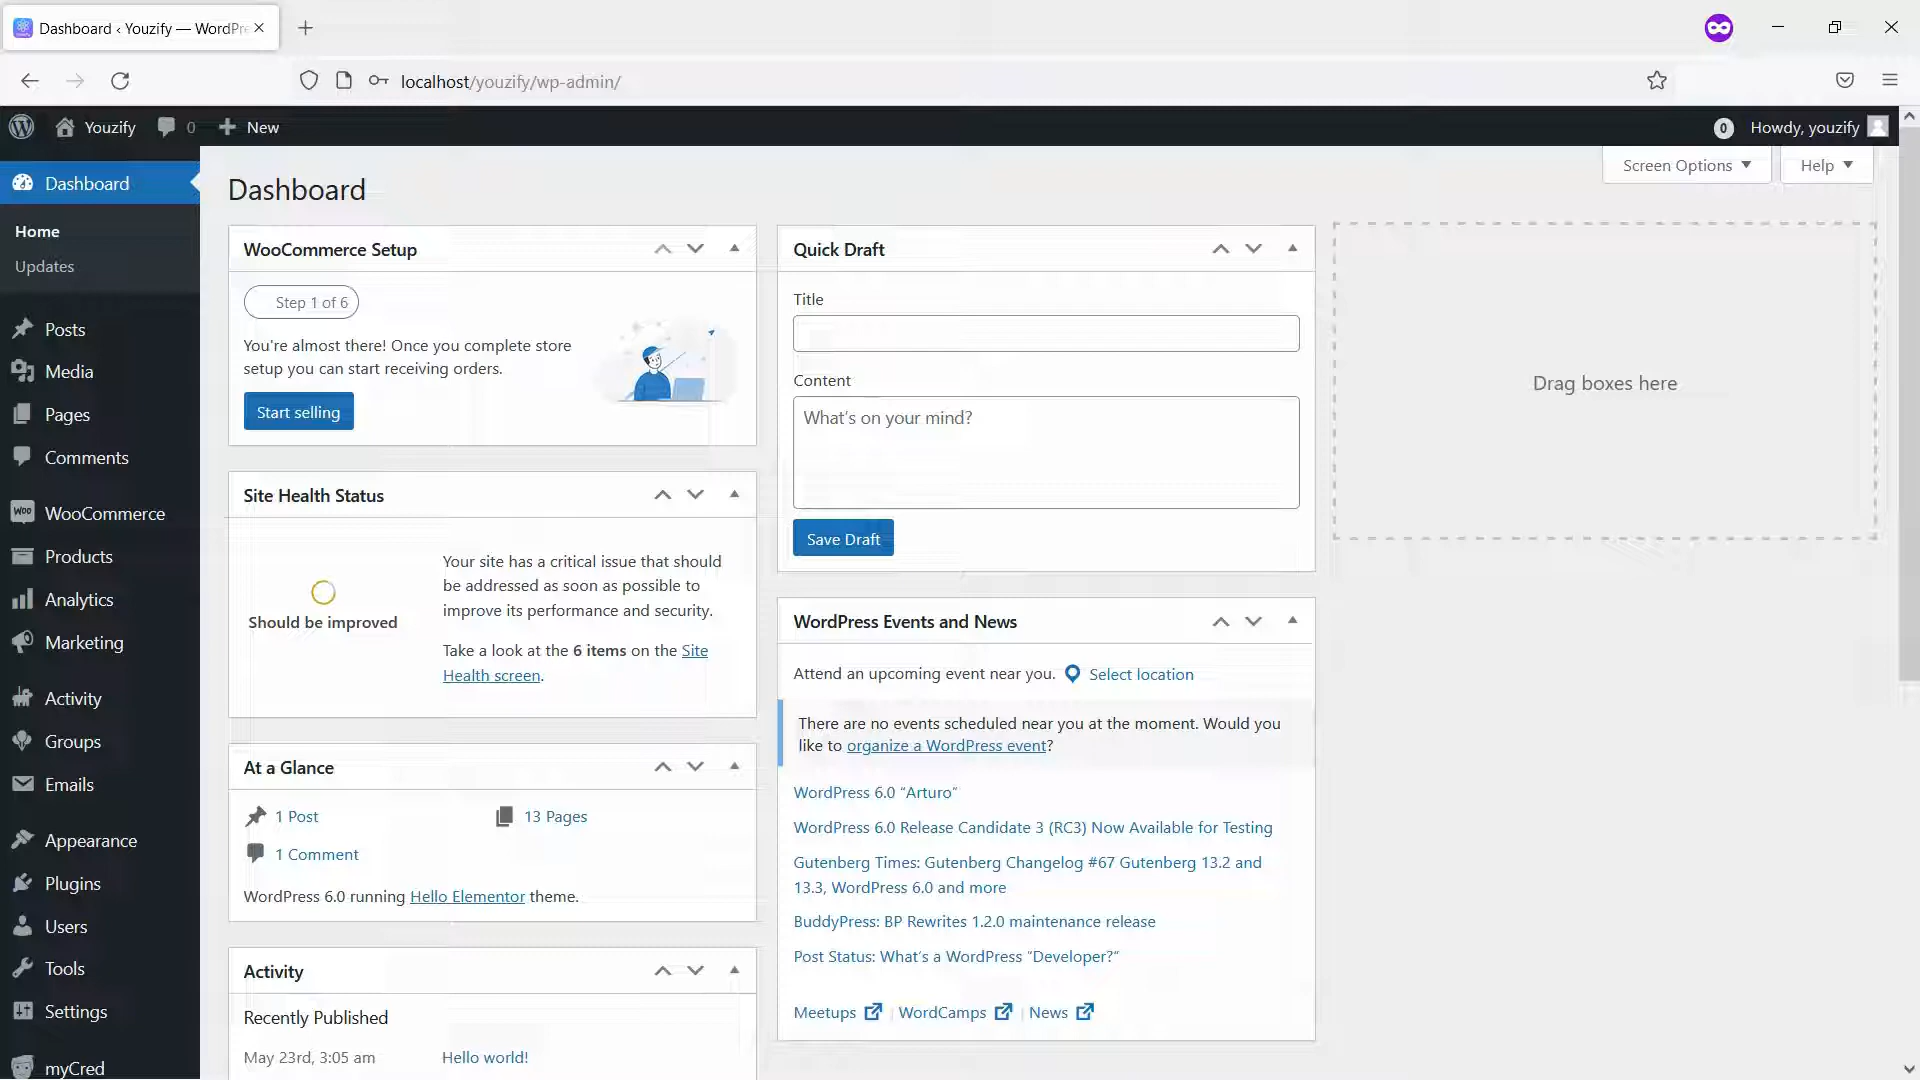 Dashboard ‹ Youzify — WordPre
localhost/youzify/wp-admin/
Youzify
0
New
0
Howdy, youzify
Dashboard
Home
Updates
Posts
Media
Pages
Comments
WooCommerce
Products
Analytics
Marketing
Activity
Groups
Emails
Appearance
Plugins
Users
Tools
Settings
myCred
Screen Options
Help
Dashboard
WooCommerce Setup
Step 1 of 6
You're almost there! Once you complete store
setup you can start receiving orders.
Start selling
Site Health Status
Should be improved
Your site has a critical issue that should
be addressed as soon as possible to
improve its performance and security.
Take a look at the 6 items on the Site
Health screen.
At a Glance
1 Post
13 Pages
1 Comment
WordPress 6.0 running Hello Elementor theme.
Activity
Recently Published
May 23rd, 3:05 am
Hello world!
Quick Draft
Title
Content
What's on your mind?
Save Draft
WordPress Events and News
Attend an upcoming event near you.
Select location
There are no events scheduled near you at the moment. Would you
like to organize a WordPress event?
WordPress 6.0 “Arturo”
WordPress 6.0 Release Candidate 3 (RC3) Now Available for Testing
Gutenberg Times: Gutenberg Changelog #67 Gutenberg 13.2 and
13.3, WordPress 6.0 and more
BuddyPress: BP Rewrites 1.2.0 maintenance release
Post Status: What's a WordPress “Developer?”
Meetups | WordCamps | News
Drag boxes here